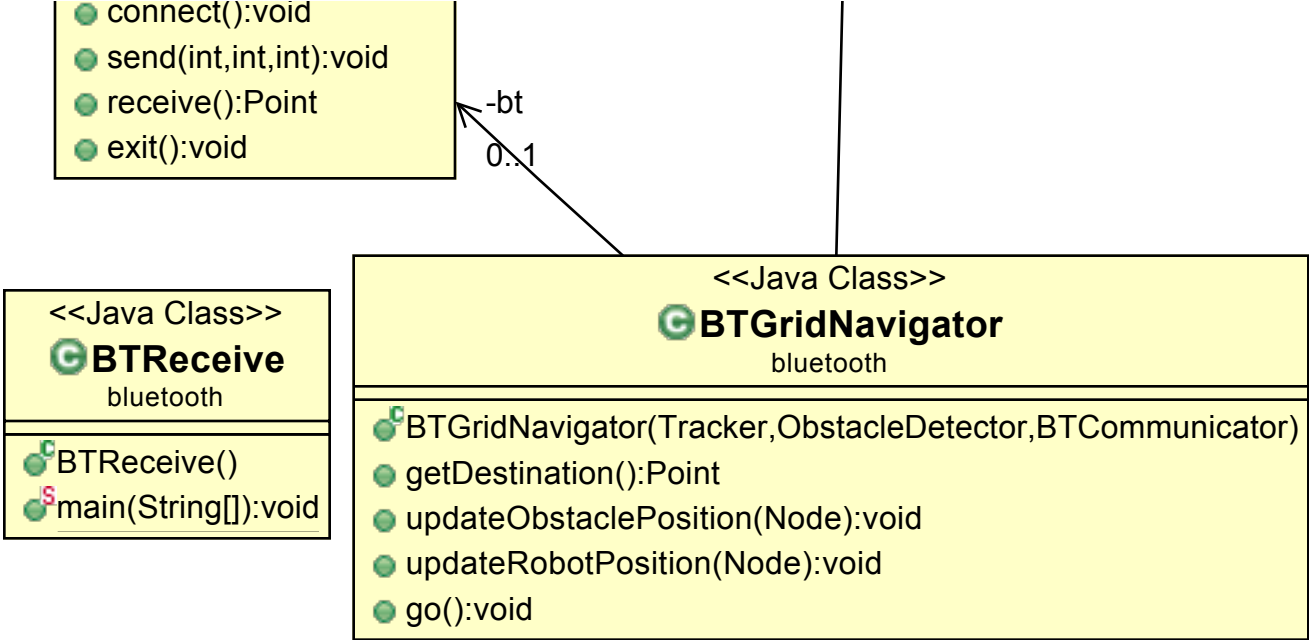 connect():void
send(int,int,int):void
receive():Point
exit():void
-bt
0..1
<<Java Class>>
BTReceive
bluetooth
BTReceive()
main(String[]):void
<<Java Class>>
BTGridNavigator
bluetooth
BTGridNavigator(Tracker,ObstacleDetector,BTCommunicator)
getDestination():Point
updateObstaclePosition(Node):void
updateRobotPosition(Node):void
go():void